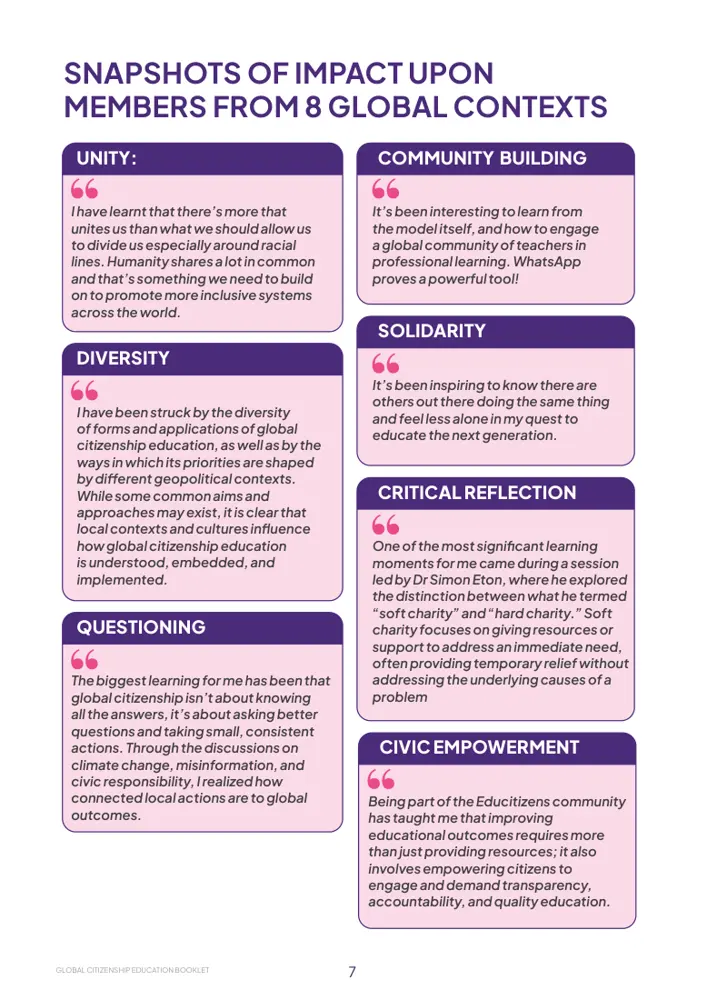 SNAPSHOTS OF IMPACT UPON
MEMBERS FROM 8 GLOBAL CONTEXTS
UNITY:
“
I have learnt that there’s more that
unites us than what we should allow us
to divide us especially around racial
lines. Humanity shares a lot in common
and that’s something we need to build
on to promote more inclusive systems
across the world.
DIVERSITY
“
I have been struck by the diversity
of forms and applications of global
citizenship education, as well as by the
ways in which its priorities are shaped
by different geopolitical contexts.
While some common aims and
approaches may exist, it is clear that
local contexts and cultures influence
how global citizenship education
is understood, embedded, and
implemented.
QUESTIONING
“
The biggest learning for me has been that
global citizenship isn’t about knowing
all the answers, it’s about asking better
questions and taking small, consistent
actions. Through the discussions on
climate change, misinformation, and
civic responsibility, I realized how
connected local actions are to global
outcomes.
COMMUNITY BUILDING
“
It’s been interesting to learn from
the model itself, and how to engage
a global community of teachers in
professional learning. WhatsApp
proves a powerful tool!
SOLIDARITY
“
It’s been inspiring to know there are
others out there doing the same thing
and feel less alone in my quest to
educate the next generation.
CRITICAL REFLECTION
“
One of the most significant learning
moments for me came during a session
led by Dr Simon Eton, where he explored
the distinction between what he termed
“soft charity” and “hard charity.” Soft
charity focuses on giving resources or
support to address an immediate need,
often providing temporary relief without
addressing the underlying causes of a
problem
CIVIC EMPOWERMENT
“
Being part of the Educitizens community
has taught me that improving
educational outcomes requires more
than just providing resources; it also
involves empowering citizens to
engage and demand transparency,
accountability, and quality education.
GLOBAL CITIZENSHIP EDUCATION BOOKLET
7